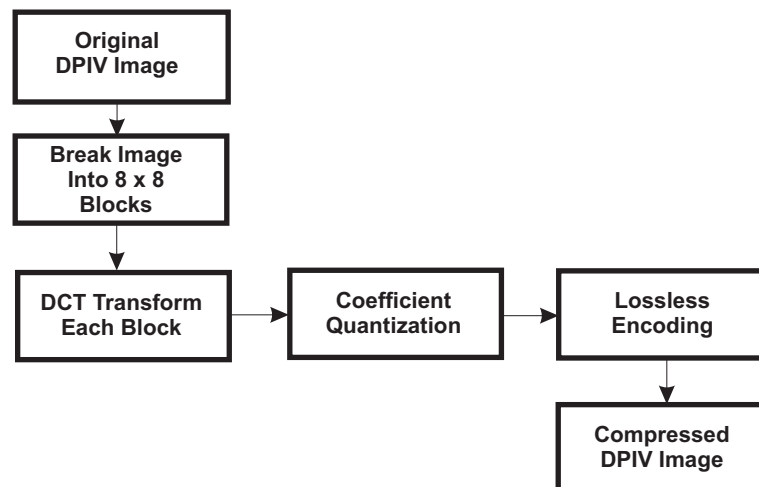 Original
DPIV Image
Break Image
Into 8 x 8
Blocks
DCT Transform
Each Block
Coefficient
Quantization
Lossless
Encoding
Compressed
DPIV Image